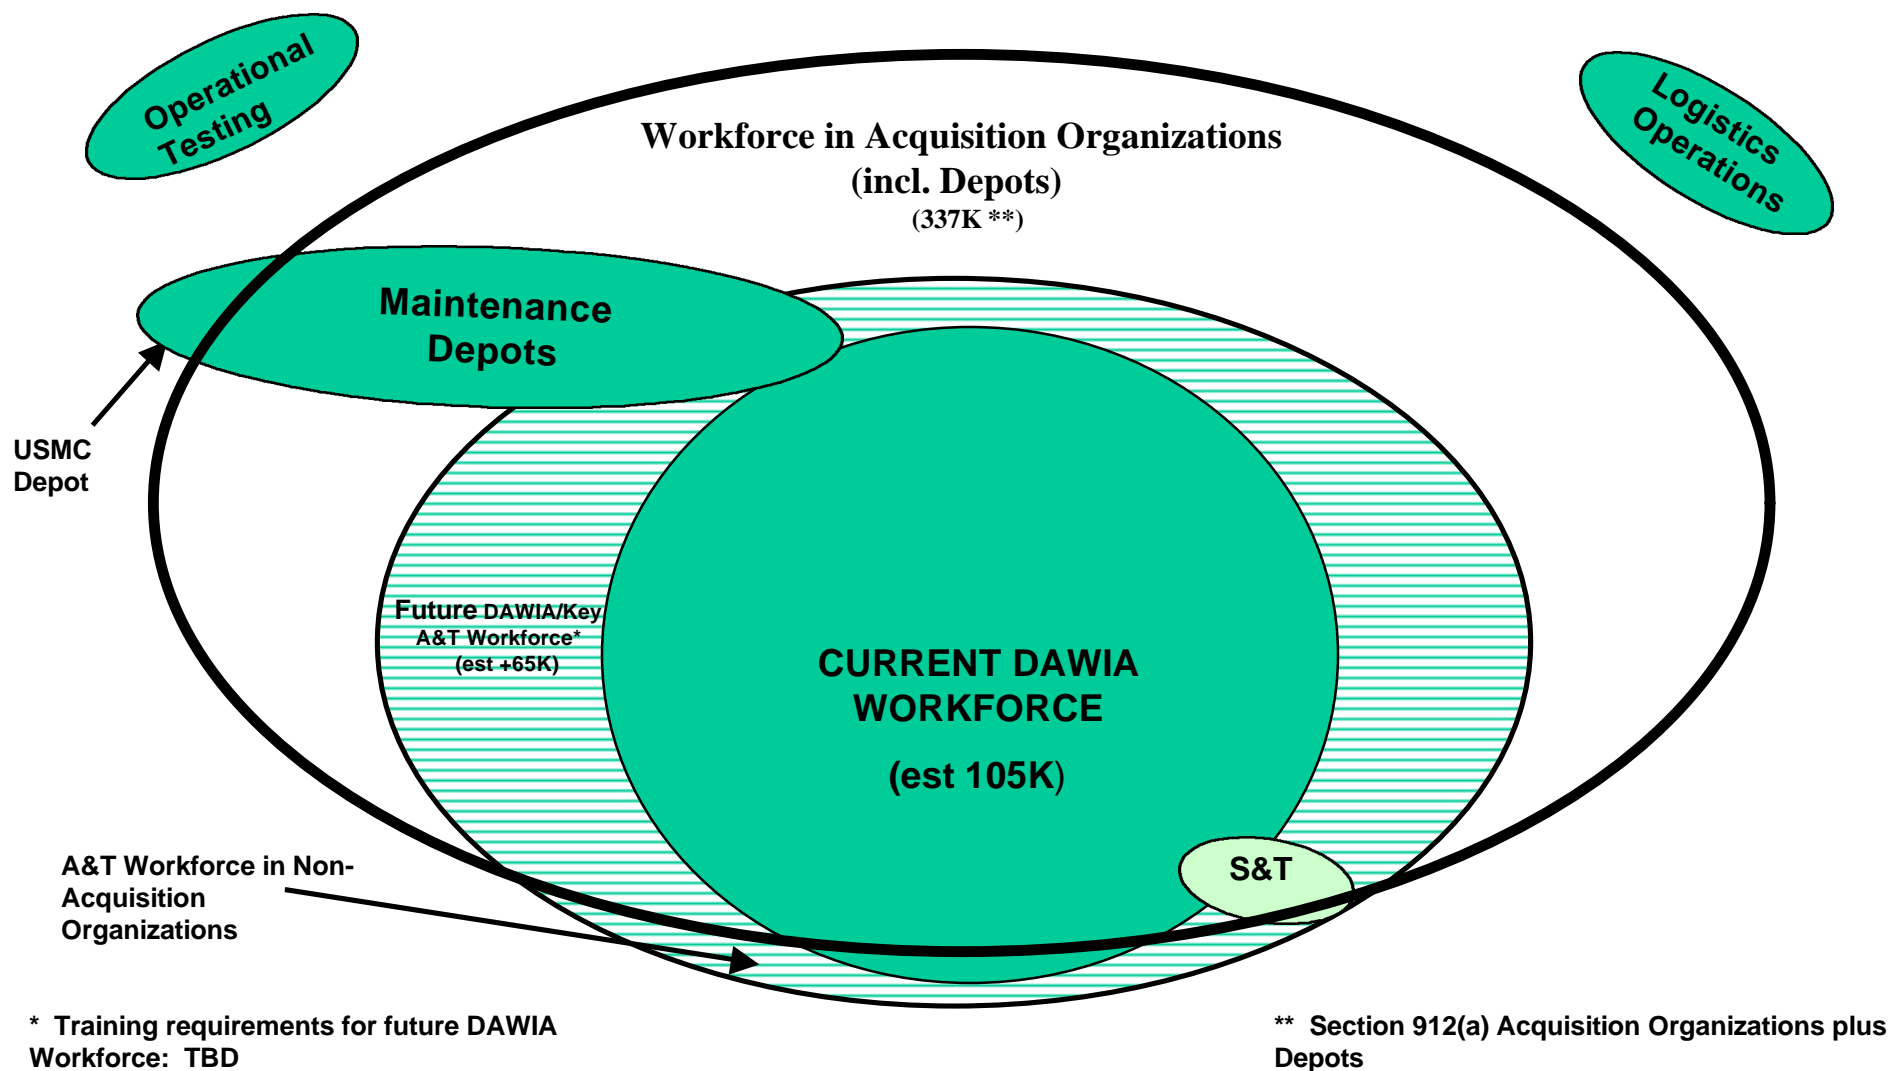 Operational
Testing
Logistics
Operations
Workforce in Acquisition Organizations
(incl. Depots)
(337K **)
Maintenance
Depots
USMC
Depot
Future DAWIA/Key
A&T Workforce*
(est +65K)
CURRENT DAWIA
WORKFORCE
(est 105K)
S&T
A&T Workforce in Non-
Acquisition
Organizations
* Training requirements for future DAWIA
Workforce: TBD
** Section 912(a) Acquisition Organizations plus
Depots